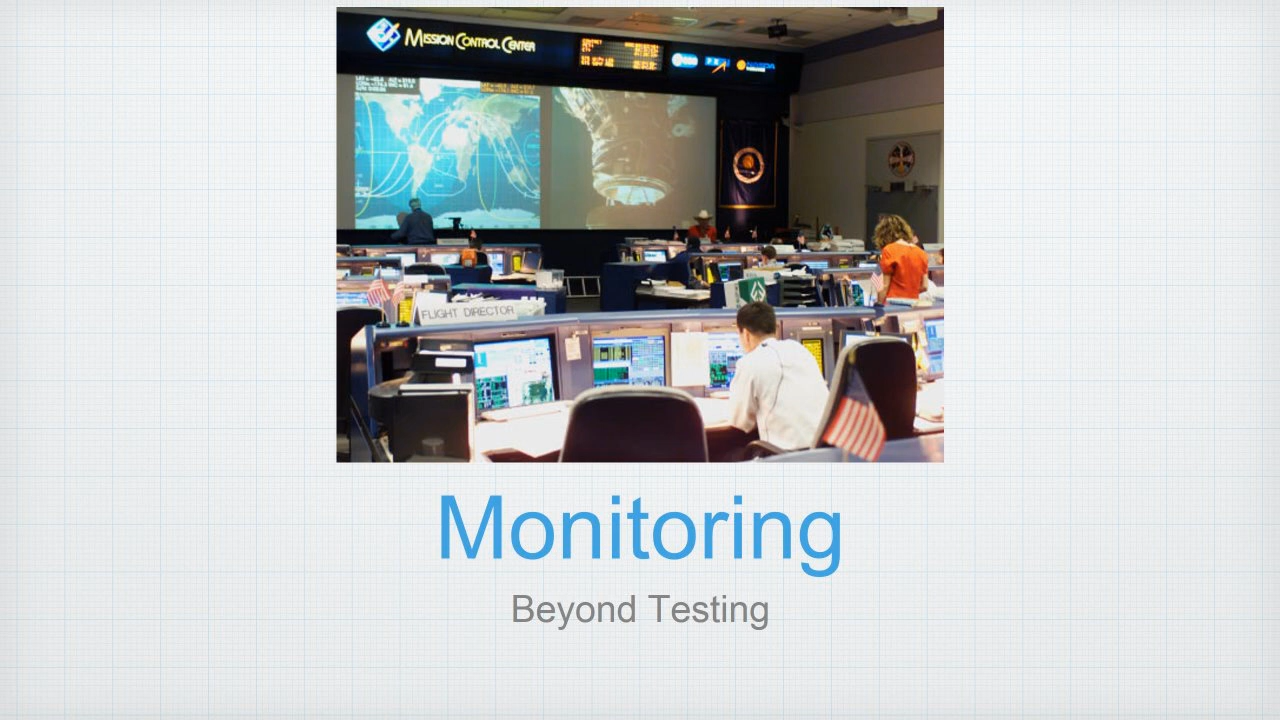 MISSION CONTROL CENTER
FLIGHT DIRECTOR
Monitoring
Beyond Testing